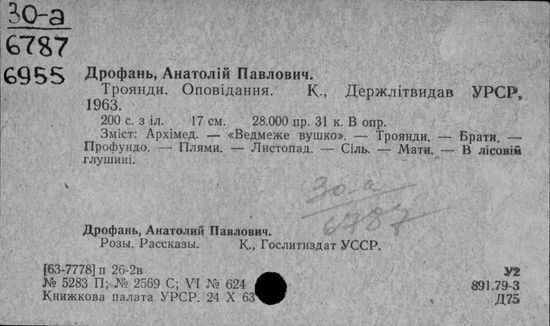 30-а
6787
6955
Дрофань, Анатолій Павлович.
Троянди. Оповідання. К., Держлітвидав УРСР,
1963.
200 с. з іл. 17 см. 28.000 пр. 31 к. В опр.
Зміст: Архімед. — «Ведмеже вушко». — Троянди. — Брати. —
Профундо. — Плями. — Листопад. — Сіль. — Мати. — В лісовій
глушині.
30-а
6787
Дрофань, Анатолий Павлович.
Розы. Рассказы. К., Гослитиздат УССР.
[63-7778] п 26-2в У2
№ 5283 П; № 2569 С; VI № 624 891.79-3
Книжкова палата УРСР. 24 X 63 Д75